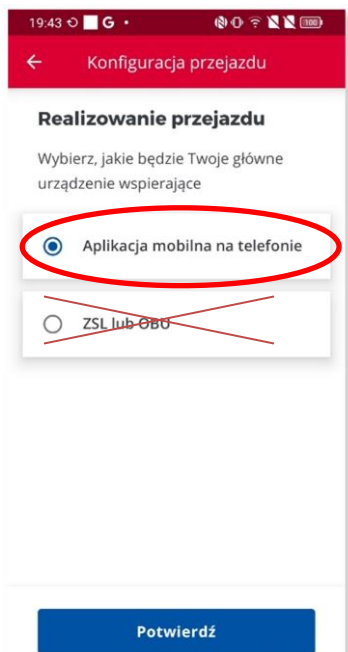 19:43 G
100
Konfiguracja przejazdu
Realizowanie przejazdu
Wybierz, jakie będzie Twoje główne
urządzenie wspierające
Aplikacja mobilna na telefonie
ZSL lub OBU
Potwierdź